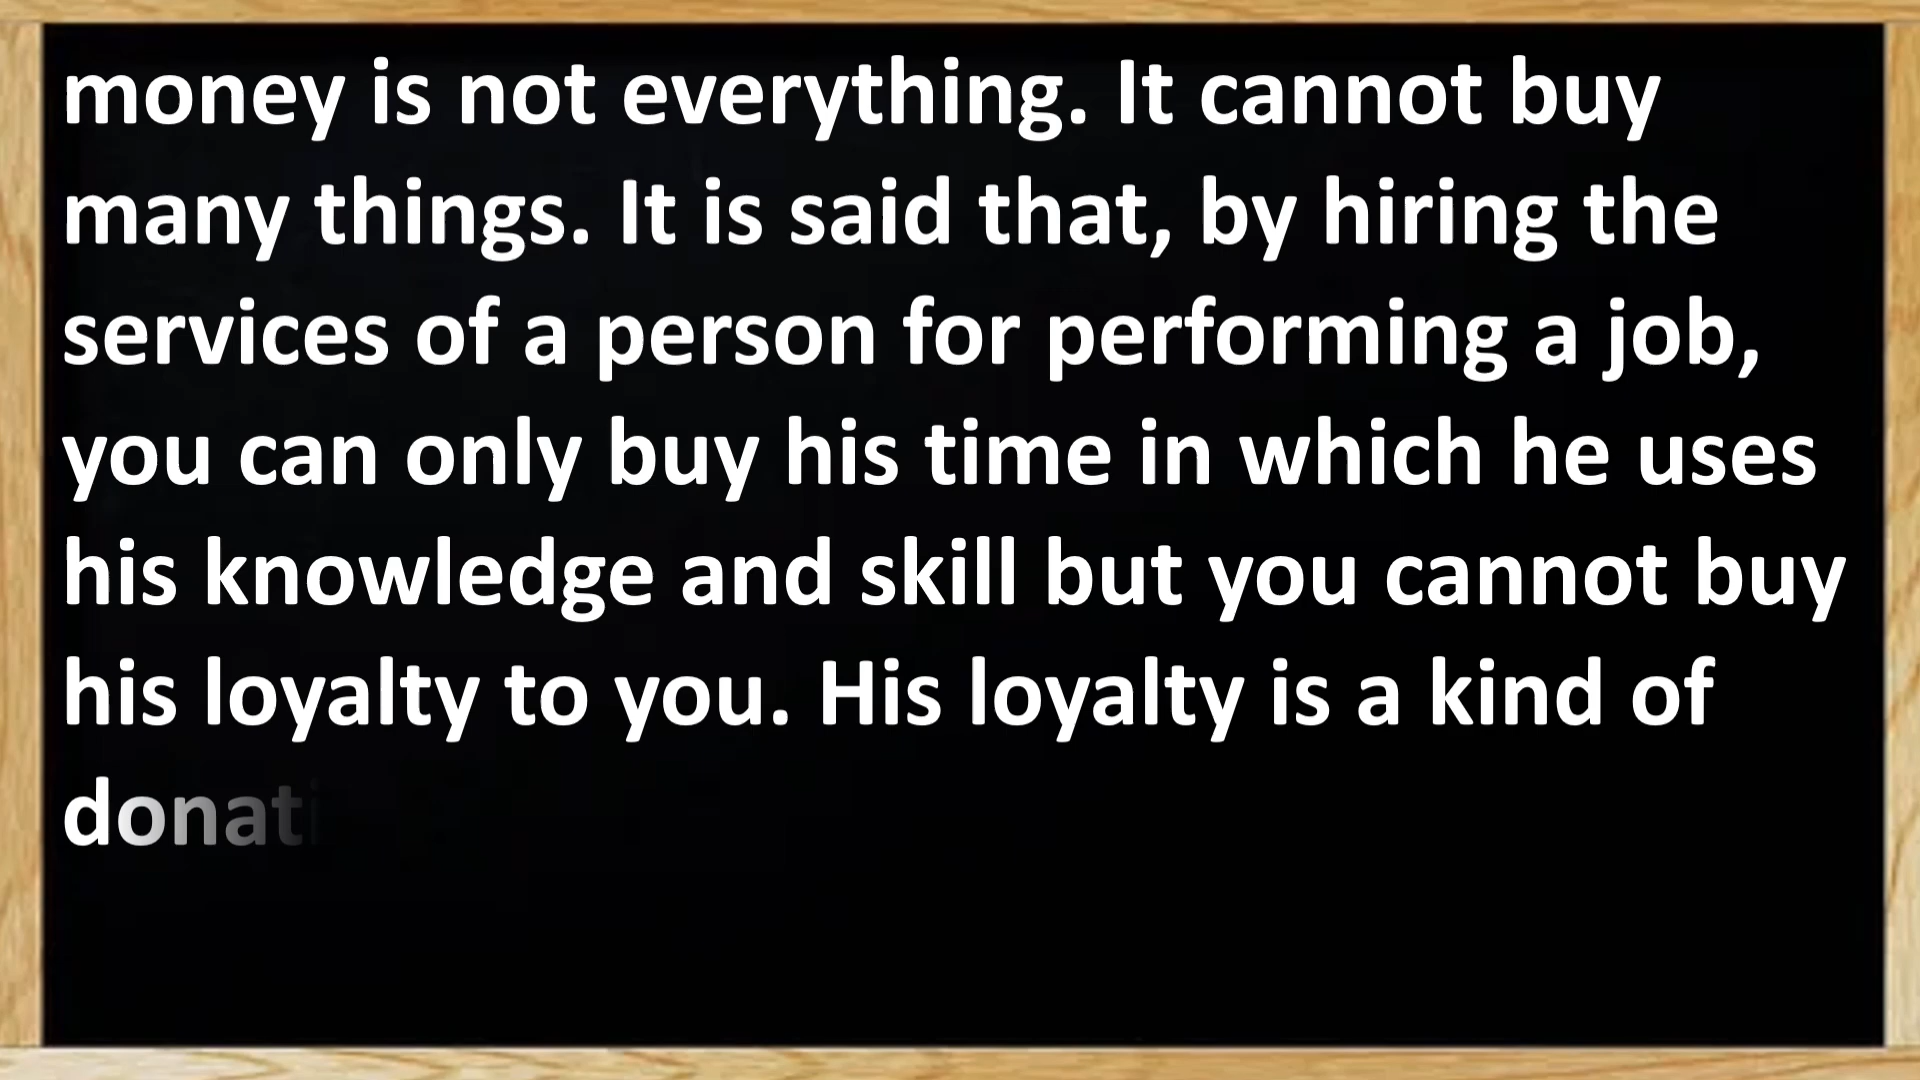 money is not everything. It cannot buy
many things. It is said that, by hiring the
services of a person for performing a job,
you can only buy his time in which he uses
his knowledge and skill but you cannot buy
his loyalty to you. His loyalty is a kind of